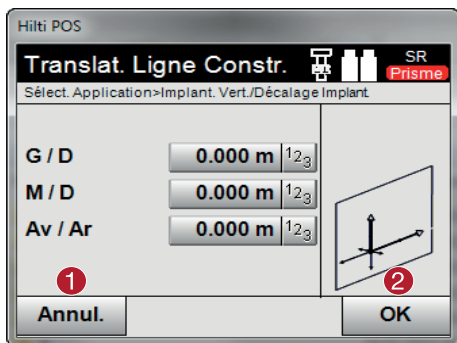 Hilti POS
Translat. Ligne Constr.
SR
Prisme
Sélect. Application>Implant. Vert./Décalage Implant.
G / D 0.000 m 123
M / D 0.000 m 123
Av / Ar 0.000 m 123
1 2
Annul. OK